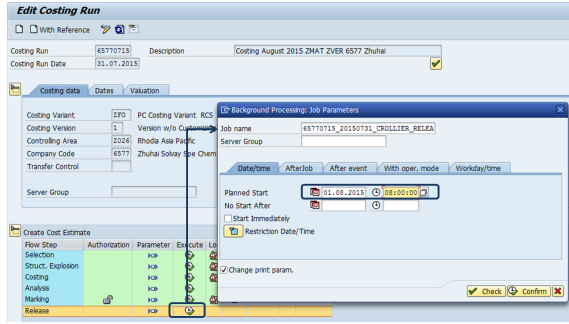 Edit Costing Run
With Reference
Costing Run 65770715 Description Costing August 2015 ZMAT ZVER 6577 Zhuhai
Costing Run Date 31.07.2015
Costing data Dates Valuation
Costing Variant ZPO PC Costing Variant RCS
Costing Version 1 Version w/o Customizi
Controlling Area Z026 Rhodia Asia Pacific
Company Code 6577 Zhuhai Solvay Spe Chem
Transfer Control
Server Group
Background Processing: Job Parameters
Job name 65770715_20150731_CROLLIER_RELEA
Server Group
Date/time AfterJob After event With oper. mode Workday/time
Planned Start 01.08.2015 08:00:00
No Start After
Start Immediately
Restriction Date/Time
Change print param.
Check Confirm
Create Cost Estimate
Flow Step Authorization Parameter Execute Lo
Selection
Struct. Explosion
Costing
Analysis
Marking
Release